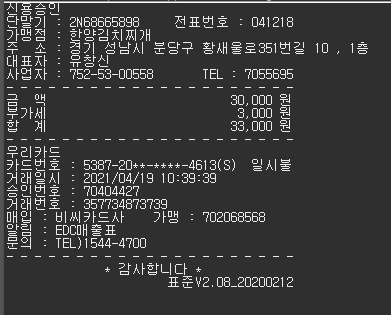 신용승인
단말기 : 2N68665898 전표번호 : 041218
가맹점 : 한양김치찌개
주 소 : 경기 성남시 분당구 황새울로351번길 10 , 1층
대표자 : 유창신
사업자 : 752-53-00558 TEL : 7055695
- - - - - - - - - - - - - - - - - - - - -
금 액 30,000 원
부가세 3,000 원
합 계 33,000 원
- - - - - - - - - - - - - - - - - - - - -
우리카드
카드번호 : 5387-20**-****-4613(S) 일시불
거래일시 : 2021/04/19 10:39:39
승인번호 : 70404427
거래번호 : 357734873739
매입 : 비씨카드사 가맹 : 702068568
알림 : EDC매출표
문의 : TEL)1544-4700
- - - - - - - - - - - - - - - - - - - - -
* 감사합니다 *
표준V2.08_20200212